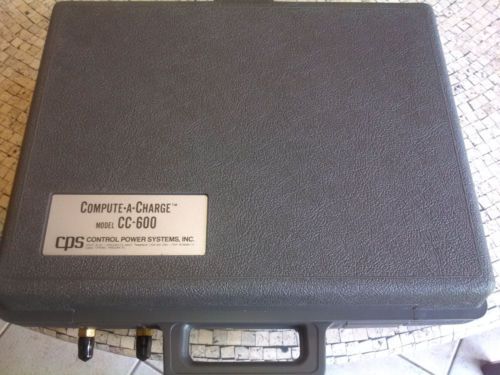 COMPUTE•A•CHARGE™
MODEL CC-600
cps CONTROL POWER SYSTEMS, INC.